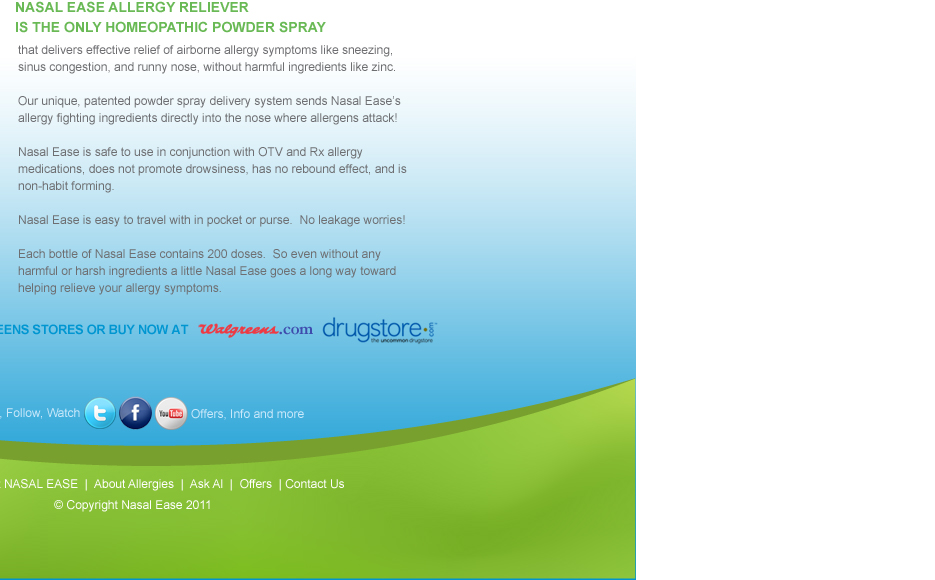 NASAL EASE ALLERGY RELIEVER
IS THE ONLY HOMEOPATHIC POWDER SPRAY
that delivers effective relief of airborne allergy symptoms like sneezing,
sinus congestion, and runny nose, without harmful ingredients like zinc.
Our unique, patented powder spray delivery system sends Nasal Ease's
allergy fighting ingredients directly into the nose where allergens attack!
Nasal Ease is safe to use in conjunction with OTV and Rx allergy
medications, does not promote drowsiness, has no rebound effect, and is
non-habit forming.
Nasal Ease is easy to travel with in pocket or purse. No leakage worries!
Each bottle of Nasal Ease contains 200 doses. So even without any
harmful or harsh ingredients a little Nasal Ease goes a long way toward
helping relieve your allergy symptoms.
EENS STORES OR BUY NOW AT Walgreens.com drugstore.com™
the uncommon drugstore
, Follow, Watch t f YouTube Offers, Info and more
NASAL EASE | About Allergies | Ask Al | Offers | Contact Us
© Copyright Nasal Ease 2011